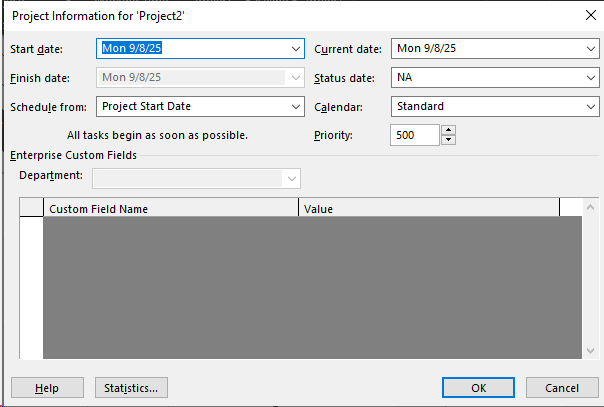 Project Information for 'Project2'
Start date: Mon 9/8/25 Current date: Mon 9/8/25
Finish date: Mon 9/8/25 Status date: NA
Schedule from: Project Start Date Calendar: Standard
All tasks begin as soon as possible. Priority: 500
Enterprise Custom Fields
Department:
Custom Field Name Value
Help Statistics... OK Cancel